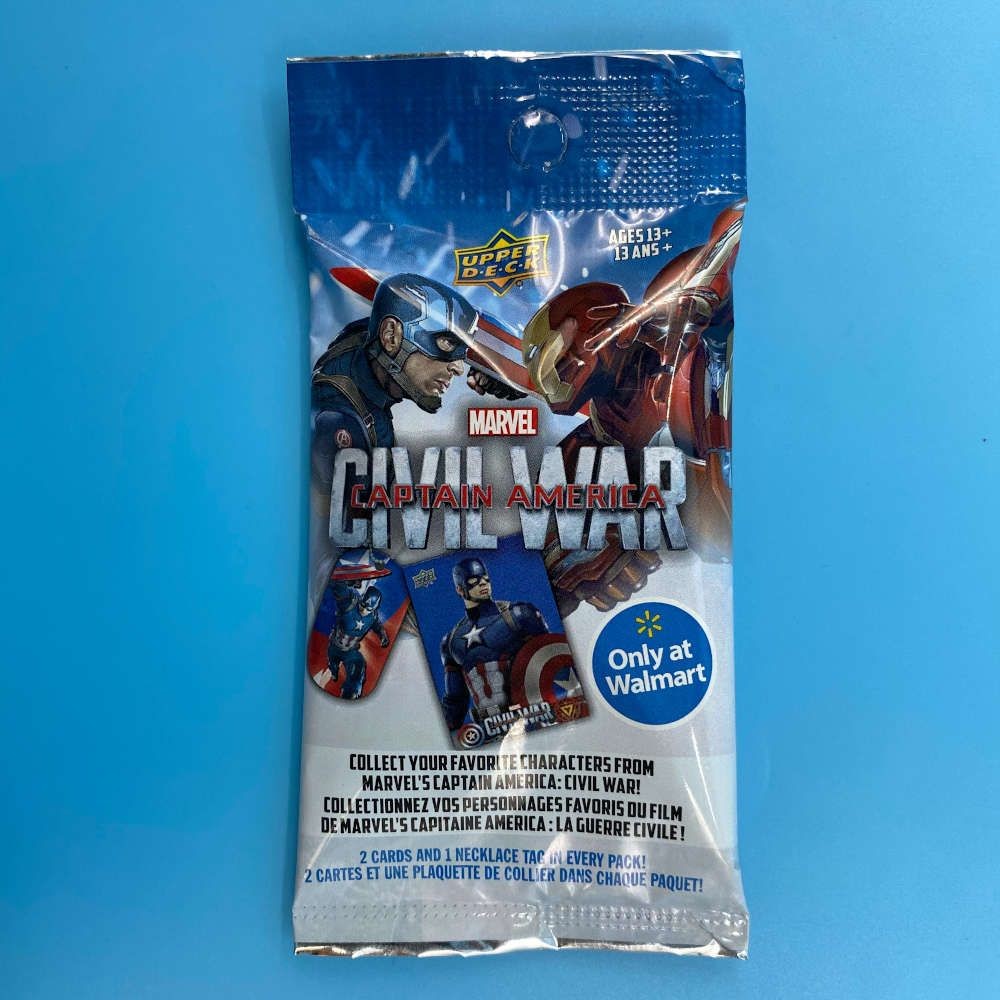 UPPER
D·E·C·K
AGES 13+
13 ANS +
MARVEL
CIVIL WAR
CAPTAIN AMERICA
CIVIL WAR
Only at
Walmart
COLLECT YOUR FAVORITE CHARACTERS FROM
MARVEL'S CAPTAIN AMERICA: CIVIL WAR!
COLLECTIONNEZ VOS PERSONNAGES FAVORIS DU FILM
DE MARVEL'S CAPITAINE AMERICA : LA GUERRE CIVILE !
2 CARDS AND 1 NECKLACE TAG IN EVERY PACK!
2 CARTES ET UNE PLAQUETTE DE COLLIER DANS CHAQUE PAQUET!